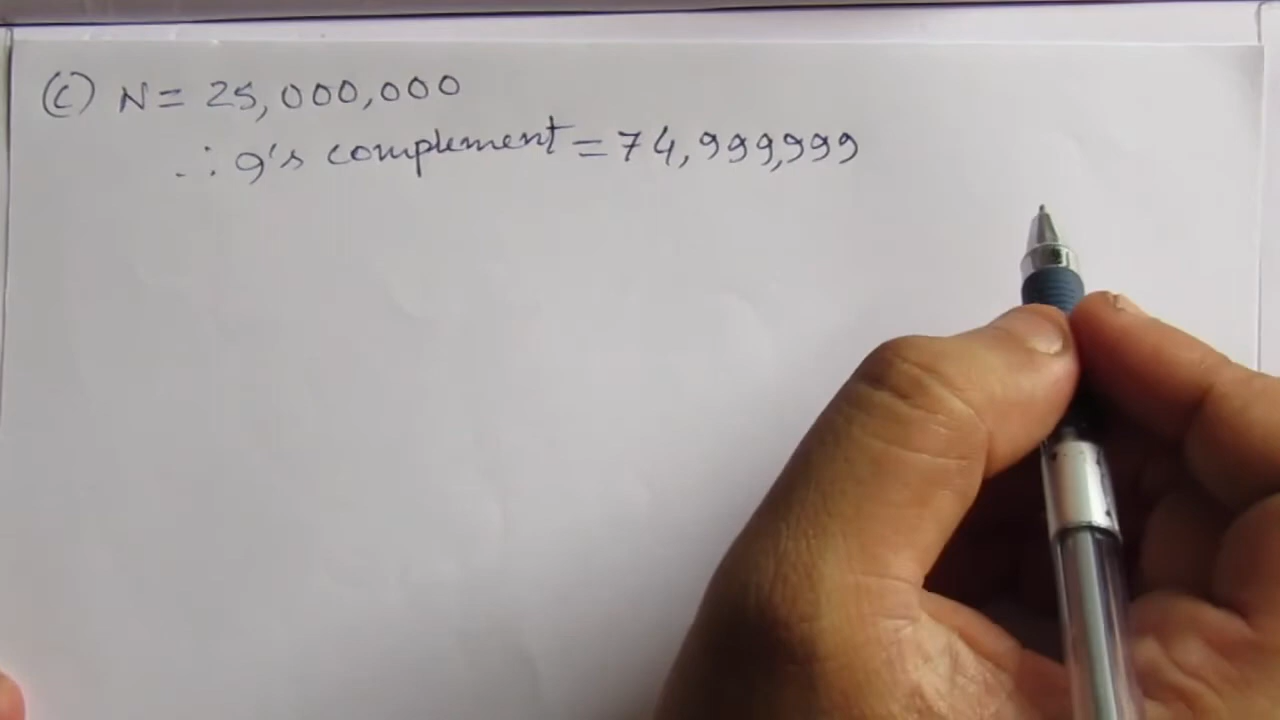 (c) N = 25,000,000
∴ 9's complement = 74,999,999